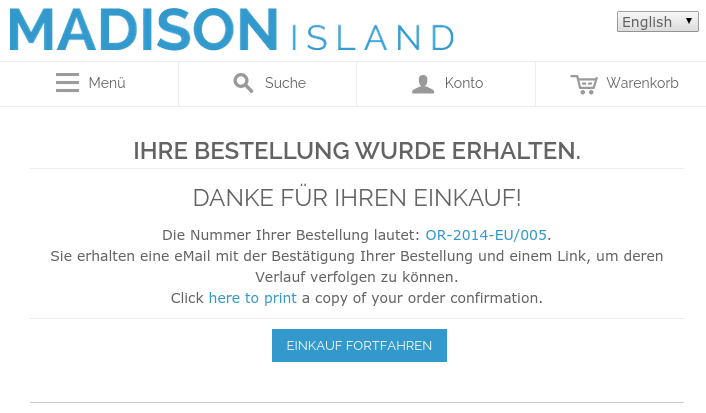 MADISON ISLAND
English
Menü
Suche
Konto
Warenkorb
IHRE BESTELLUNG WURDE ERHALTEN.
DANKE FÜR IHREN EINKAUF!
Die Nummer Ihrer Bestellung lautet: OR-2014-EU/005.
Sie erhalten eine eMail mit der Bestätigung Ihrer Bestellung und einem Link, um deren
Verlauf verfolgen zu können.
Click here to print a copy of your order confirmation.
EINKAUF FORTFAHREN